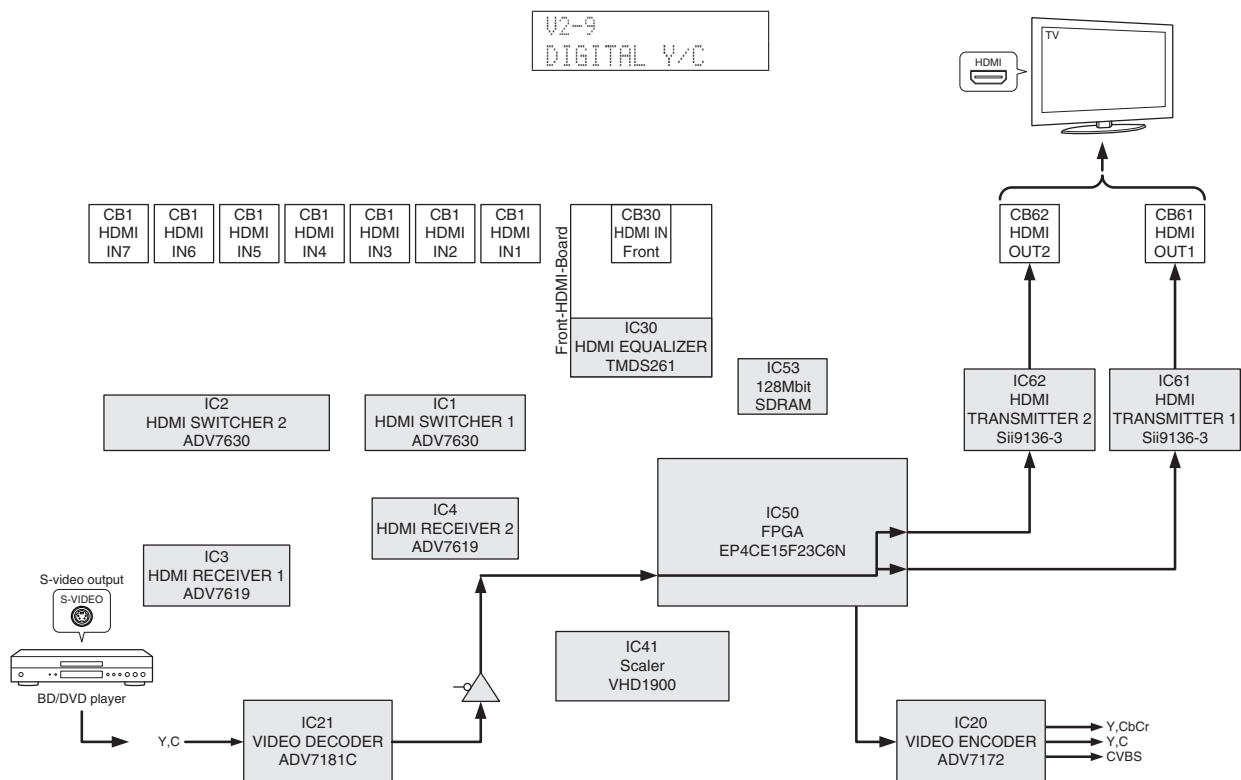 V2-9
DIGITAL Y/C
TV
HDMI
CB1
HDMI
IN7
CB1
HDMI
IN6
CB1
HDMI
IN5
CB1
HDMI
IN4
CB1
HDMI
IN3
CB1
HDMI
IN2
CB1
HDMI
IN1
Front-HDMI-Board
CB30
HDMI IN
Front
CB62
HDMI
OUT2
CB61
HDMI
OUT1
IC30
HDMI EQUALIZER
TMDS261
IC53
128Mbit
SDRAM
IC62
HDMI
TRANSMITTER 2
Sii9136-3
IC61
HDMI
TRANSMITTER 1
Sii9136-3
IC2
HDMI SWITCHER 2
ADV7630
IC1
HDMI SWITCHER 1
ADV7630
IC4
HDMI RECEIVER 2
ADV7619
IC50
FPGA
EP4CE15F23C6N
IC3
HDMI RECEIVER 1
ADV7619
S-video output
S-VIDEO
BD/DVD player
IC41
Scaler
VHD1900
Y,C
IC21
VIDEO DECODER
ADV7181C
IC20
VIDEO ENCODER
ADV7172
Y,CbCr
Y,C
CVBS